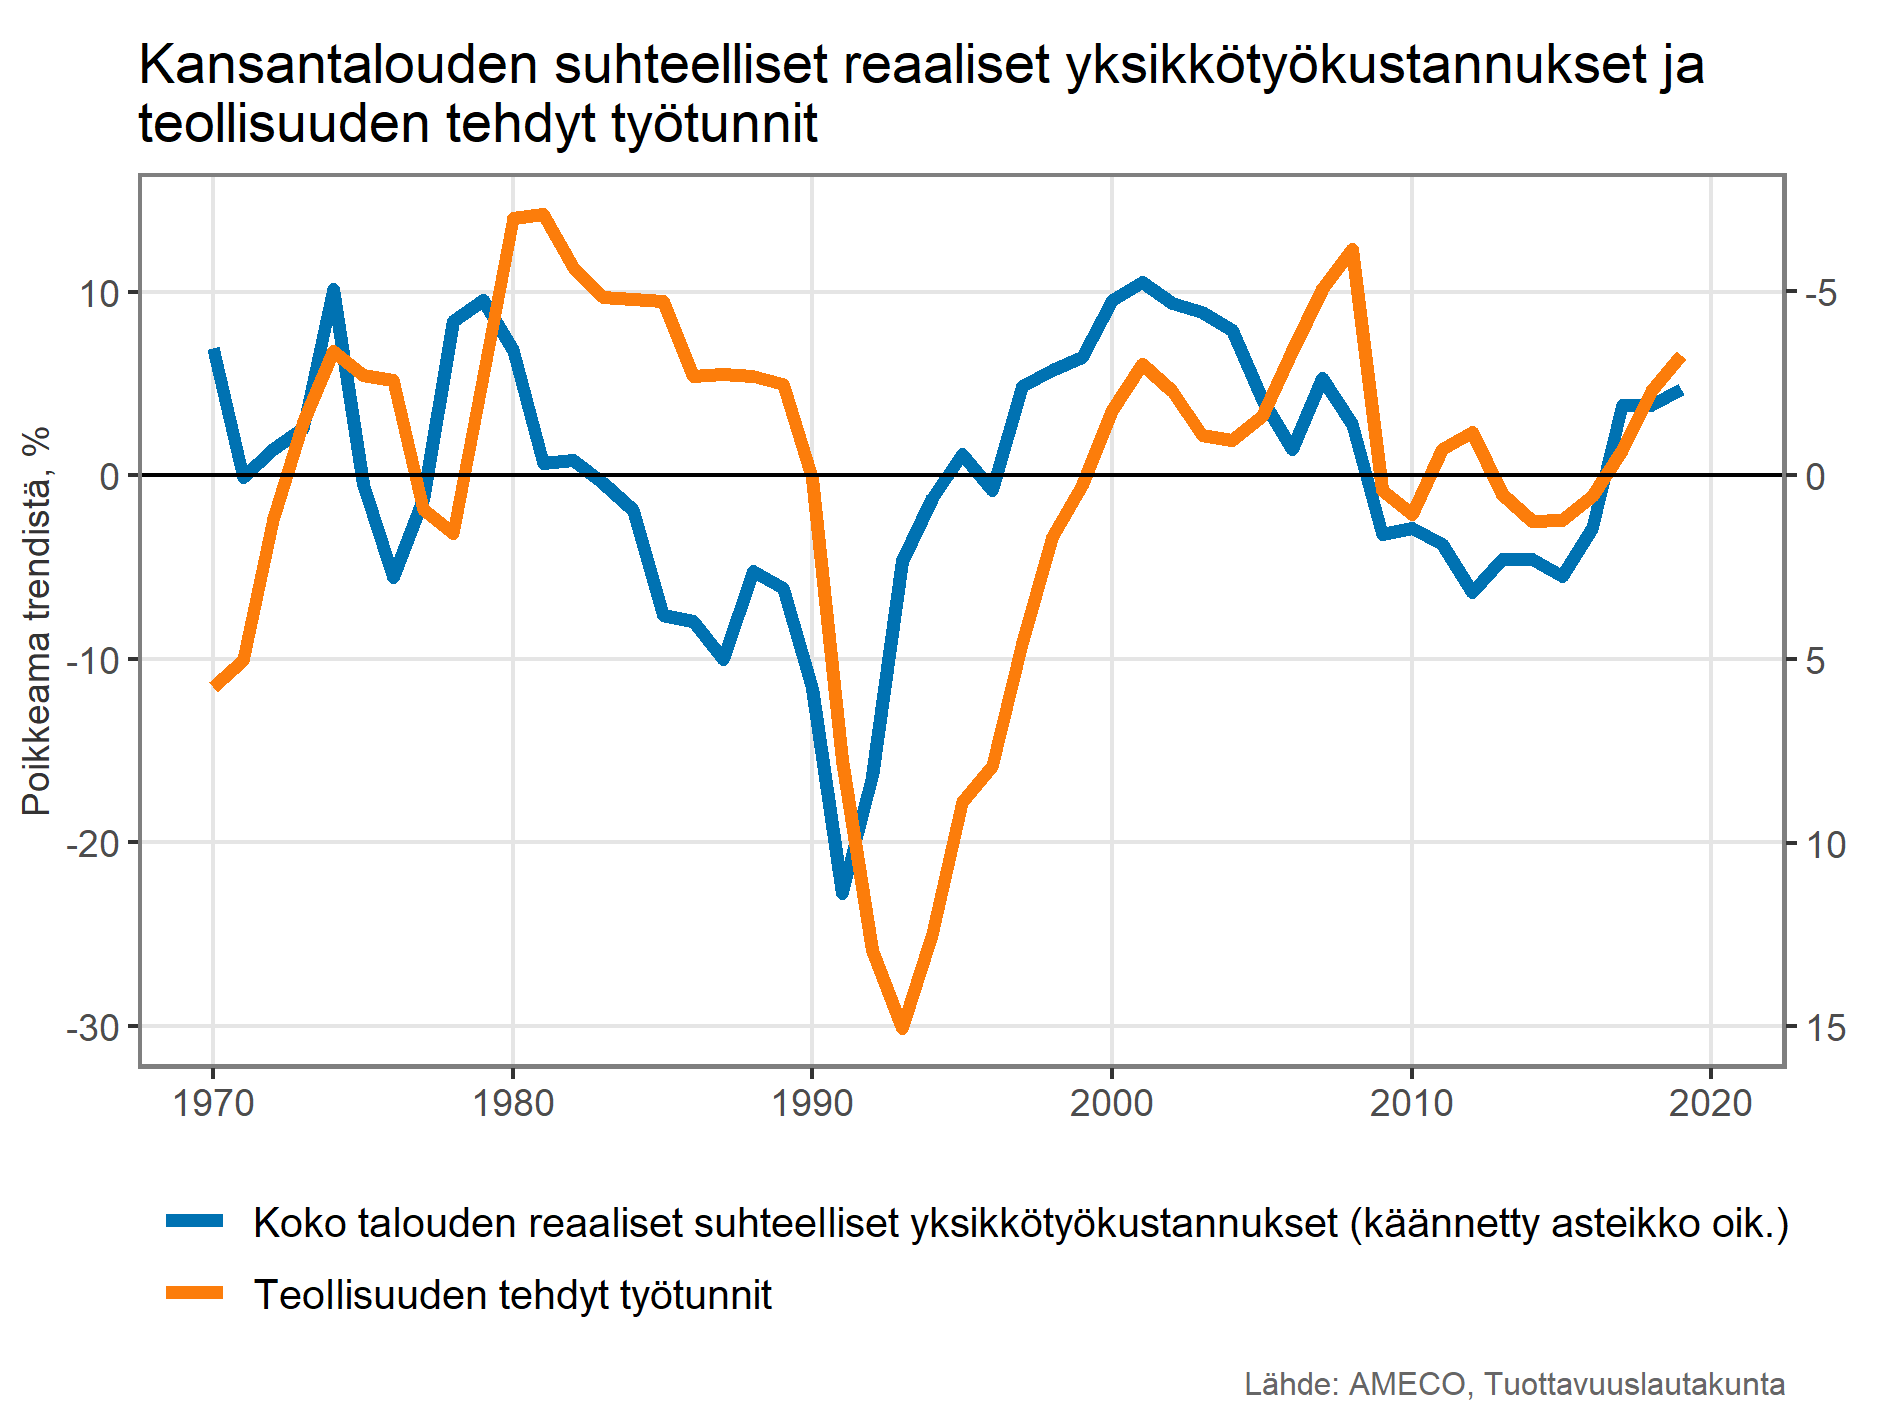 Kansantalouden suhteelliset reaaliset yksikkötyökustannukset ja
teollisuuden tehdyt työtunnit
Poikkeama trendistä, %
10
0
-10
-20
-30
-5
0
5
10
15
1970
1980
1990
2000
2010
2020
Koko talouden reaaliset suhteelliset yksikkötyökustannukset (käännetty asteikko oik.)
Teollisuuden tehdyt työtunnit
Lähde: AMECO, Tuottavuuslautakunta